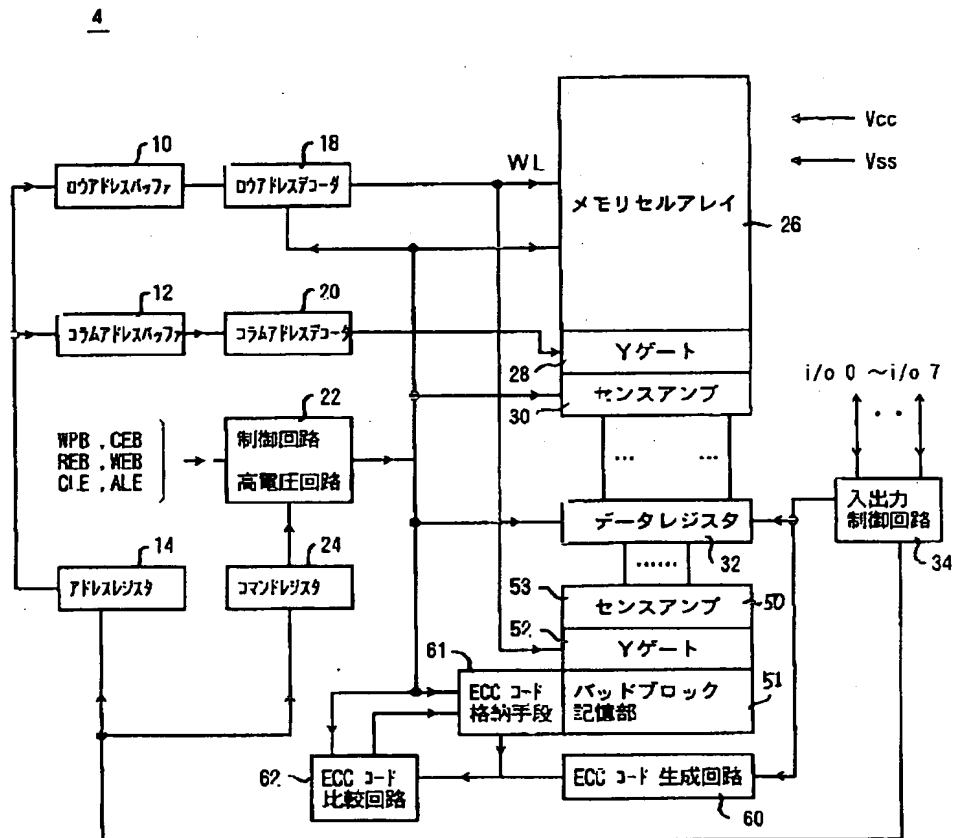 4
10
ロウアドレスバッファ
18
ロウアドレスデコーダ
WL
メモリセルアレイ
26
Vcc
Vss
12
コラムアドレスバッファ
20
コラムアドレスデコーダ
Yゲート
28
センスアンプ
30
i/o 0 ～i/o 7
WPB , CEB
REB , WEB
CLE , ALE
22
制御回路
高電圧回路
入出力
制御回路
34
データレジスタ
32
14
アドレスレジスタ
24
コマンドレジスタ
53
センスアンプ
50
52
Yゲート
61
ECC コード
格納手段
バッドブロック
記憶部
51
62
ECC コード
比較回路
ECC コード 生成回路
60